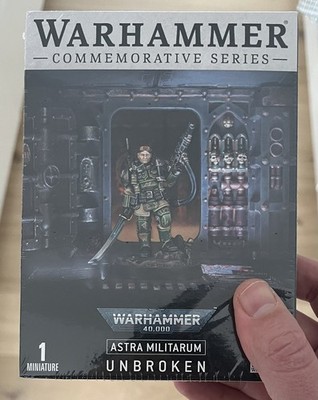 WARHAMMER®
COMMEMORATIVE SERIES
WARHAMMER
40,000
ASTRA MILITARUM
UNBROKEN
1
MINIATURE